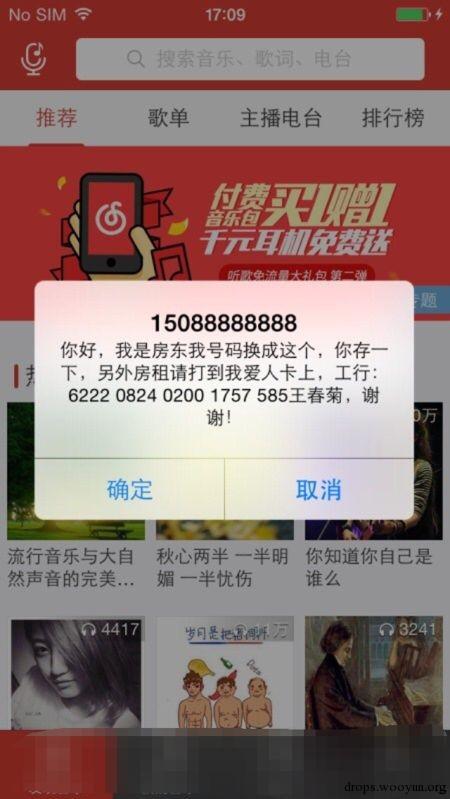 No SIM 17:09
搜索音乐、歌词、电台
推荐 歌单 主播电台 排行榜
付费
音乐包 买1赠1
千元耳机免费送
听歌免流量大礼包 第二弹
专题
15088888888
你好，我是房东我号码换成这个，你存一
下，另外房租请打到我爱人卡上，工行：
6222 0824 0200 1757 585王春菊，谢
谢！
确定 取消
流行音乐与大自
然声音的完美…
秋心两半 一半明
媚 一半忧伤
你知道你自己是
谁么
4417
岁月是把猪饲料
3241
drops.wooyun.org